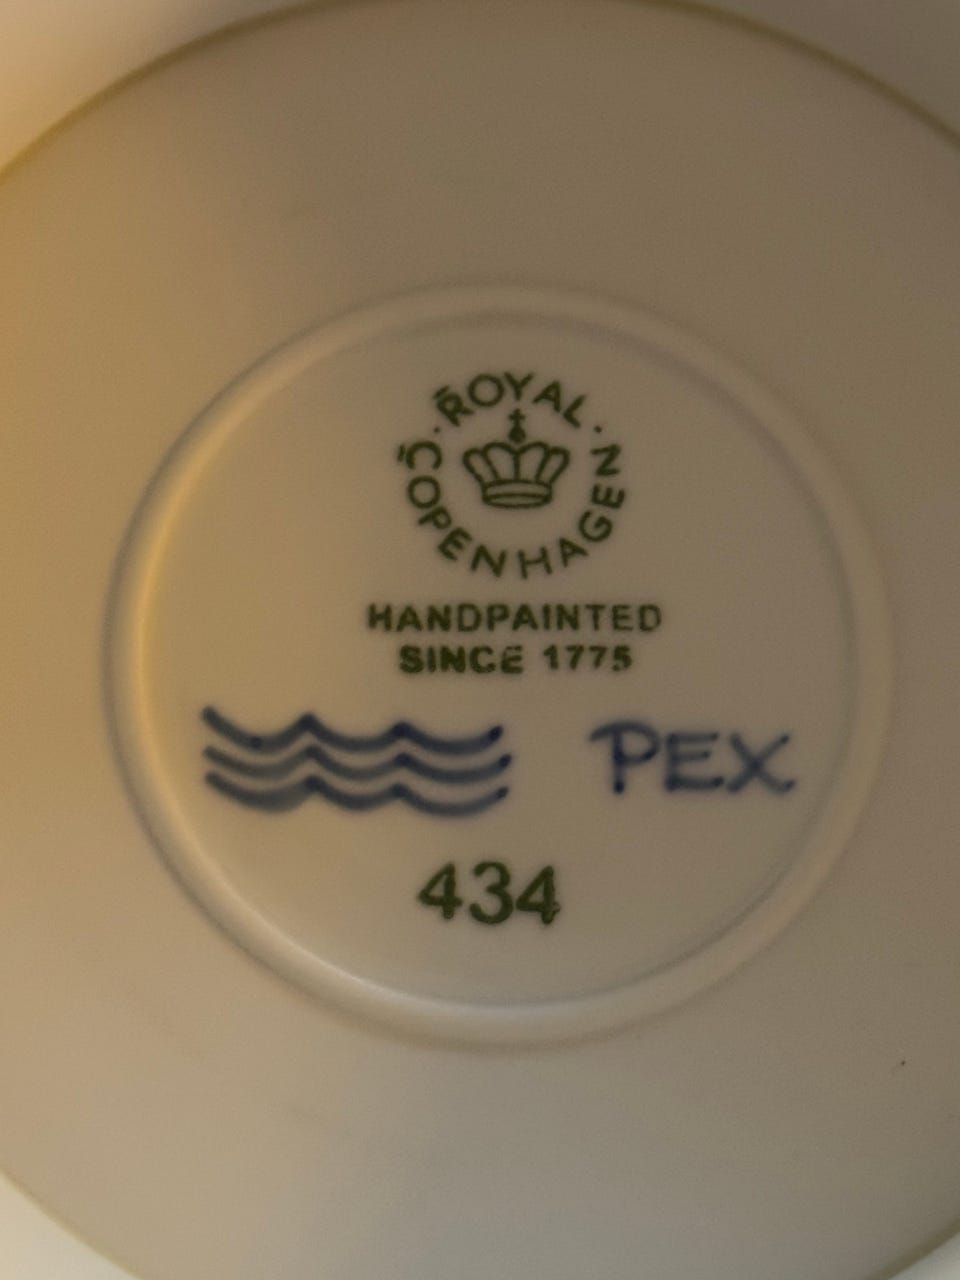 ROYAL · COPENHAGEN ·
HANDPAINTED
SINCE 1775
PEX
434